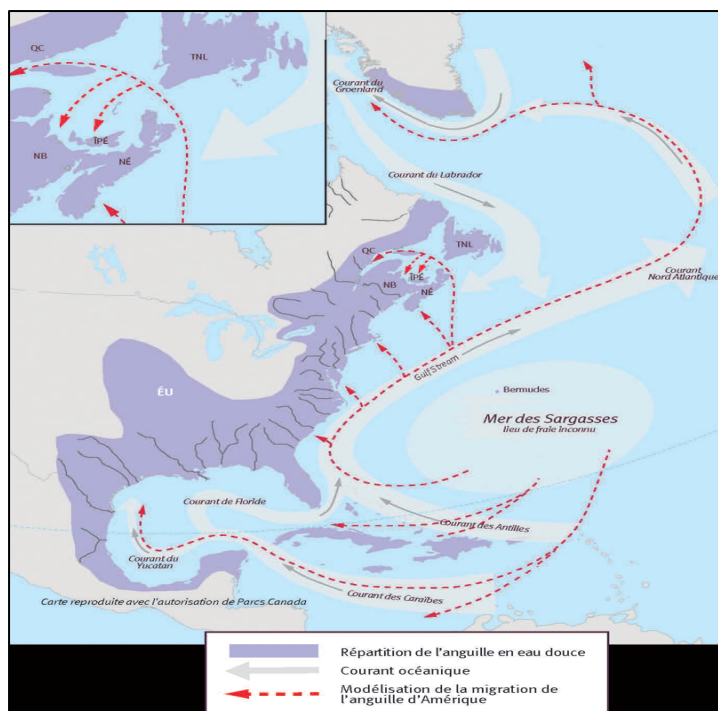 QC
TNL
ÎPÉ
NB
NÉ
Courant du
Groenland
Courant du Labrador
QC
TNL
ÎPÉ
NB
NÉ
Courant
Nord Atlantique
Gulf Stream
ÉU
Bermudes
Mer des Sargasses
lieu de fraie inconnu
Courant de Floride
Courant des Antilles
Courant du
Yucatan
Courant des Caraïbes
Carte reproduite avec l'autorisation de Parcs Canada
Répartition de l'anguille en eau douce
Courant océanique
Modélisation de la migration de
l'anguille d'Amérique